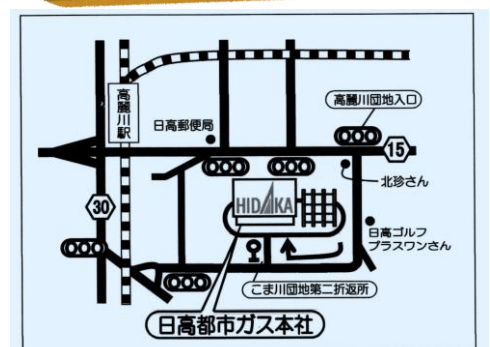 高麗川駅
日高郵便局
高麗川団地入口
15
北珍さん
30
HIDAKA
日高ゴルフ
プラスワンさん
こま川団地第二折返所
日高都市ガス本社